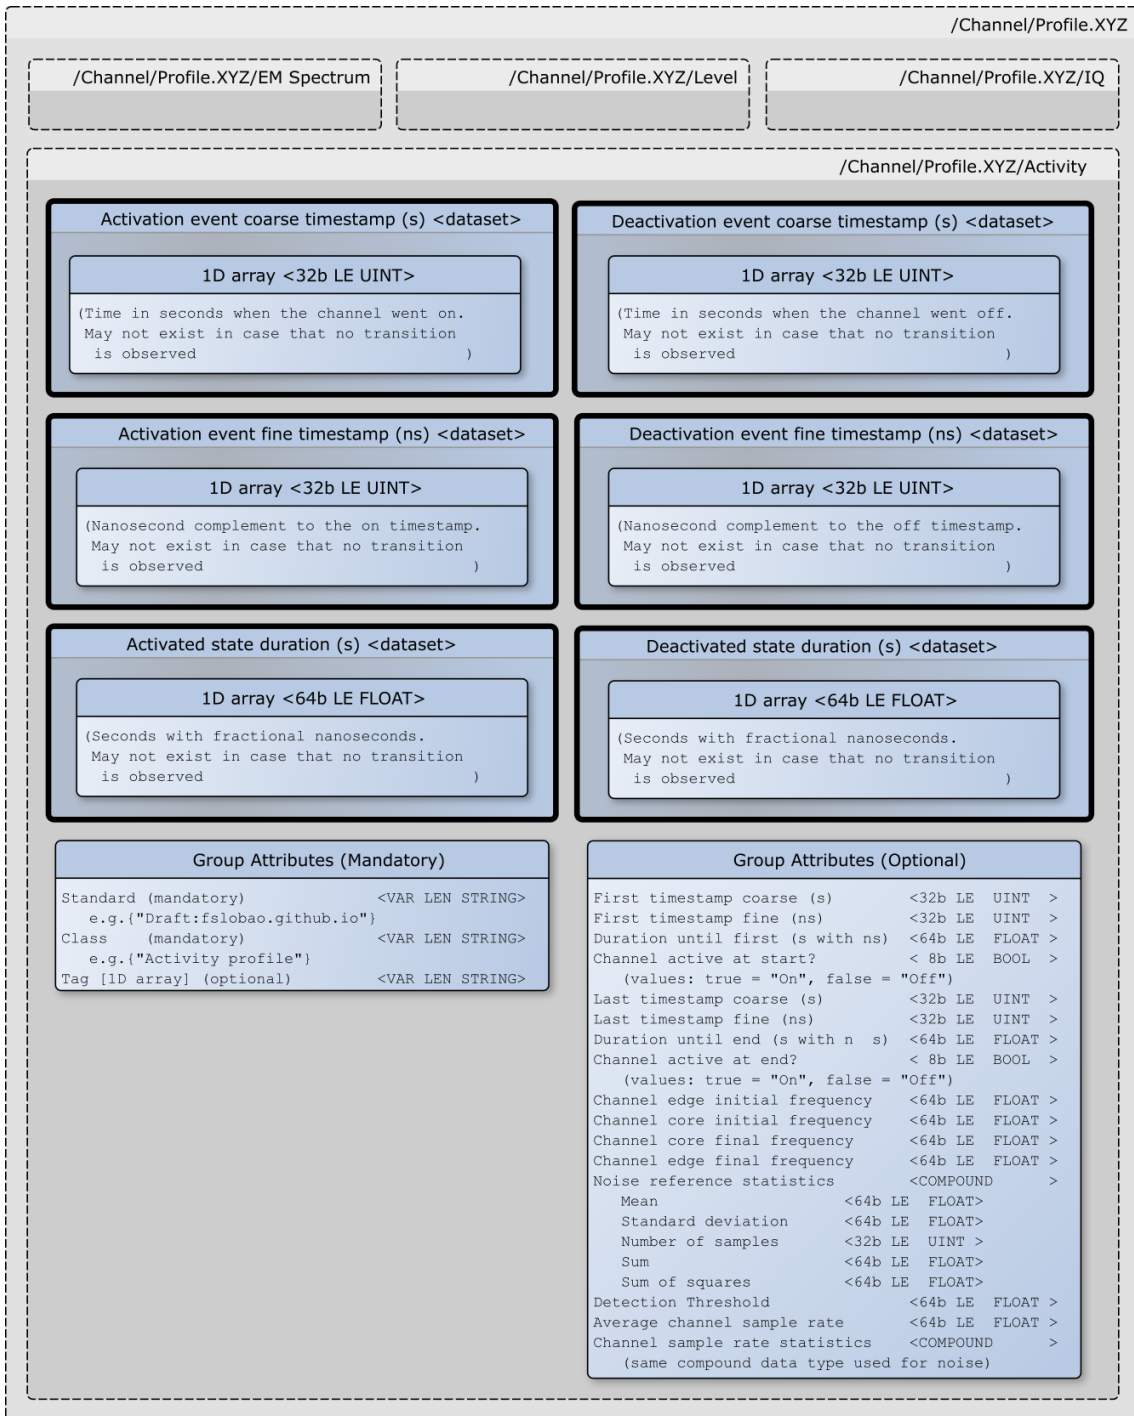 /Channel/Profile.XYZ
/Channel/Profile.XYZ/EM Spectrum
/Channel/Profile.XYZ/Level
/Channel/Profile.XYZ/IQ
/Channel/Profile.XYZ/Activity
Activation event coarse timestamp (s) <dataset>
1D array <32b LE UINT>
(Time in seconds when the channel went on.
May not exist in case that no transition
is observed )
Deactivation event coarse timestamp (s) <dataset>
1D array <32b LE UINT>
(Time in seconds when the channel went off.
May not exist in case that no transition
is observed )
Activation event fine timestamp (ns) <dataset>
1D array <32b LE UINT>
(Nanosecond complement to the on timestamp.
May not exist in case that no transition
is observed )
Deactivation event fine timestamp (ns) <dataset>
1D array <32b LE UINT>
(Nanosecond complement to the off timestamp.
May not exist in case that no transition
is observed )
Activated state duration (s) <dataset>
1D array <64b LE FLOAT>
(Seconds with fractional nanoseconds.
May not exist in case that no transition
is observed )
Deactivated state duration (s) <dataset>
1D array <64b LE FLOAT>
(Seconds with fractional nanoseconds.
May not exist in case that no transition
is observed )
Group Attributes (Mandatory)
Standard (mandatory) <VAR LEN STRING>
e.g.{"Draft:fslobao.github.io"}
Class (mandatory) <VAR LEN STRING>
e.g.{"Activity profile"}
Tag [1D array] (optional) <VAR LEN STRING>
Group Attributes (Optional)
First timestamp coarse (s) <32b LE UINT >
First timestamp fine (ns) <32b LE UINT >
Duration until first (s with ns) <64b LE FLOAT >
Channel active at start? < 8b LE BOOL >
(values: true = "On", false = "Off")
Last timestamp coarse (s) <32b LE UINT >
Last timestamp fine (ns) <32b LE UINT >
Duration until end (s with n s) <64b LE FLOAT >
Channel active at end? < 8b LE BOOL >
(values: true = "On", false = "Off")
Channel edge initial frequency <64b LE FLOAT >
Channel core initial frequency <64b LE FLOAT >
Channel core final frequency <64b LE FLOAT >
Channel edge final frequency <64b LE FLOAT >
Noise reference statistics <COMPOUND >
Mean <64b LE FLOAT>
Standard deviation <64b LE FLOAT>
Number of samples <32b LE UINT >
Sum <64b LE FLOAT>
Sum of squares <64b LE FLOAT>
Detection Threshold <64b LE FLOAT >
Average channel sample rate <64b LE FLOAT >
Channel sample rate statistics <COMPOUND >
(same compound data type used for noise)